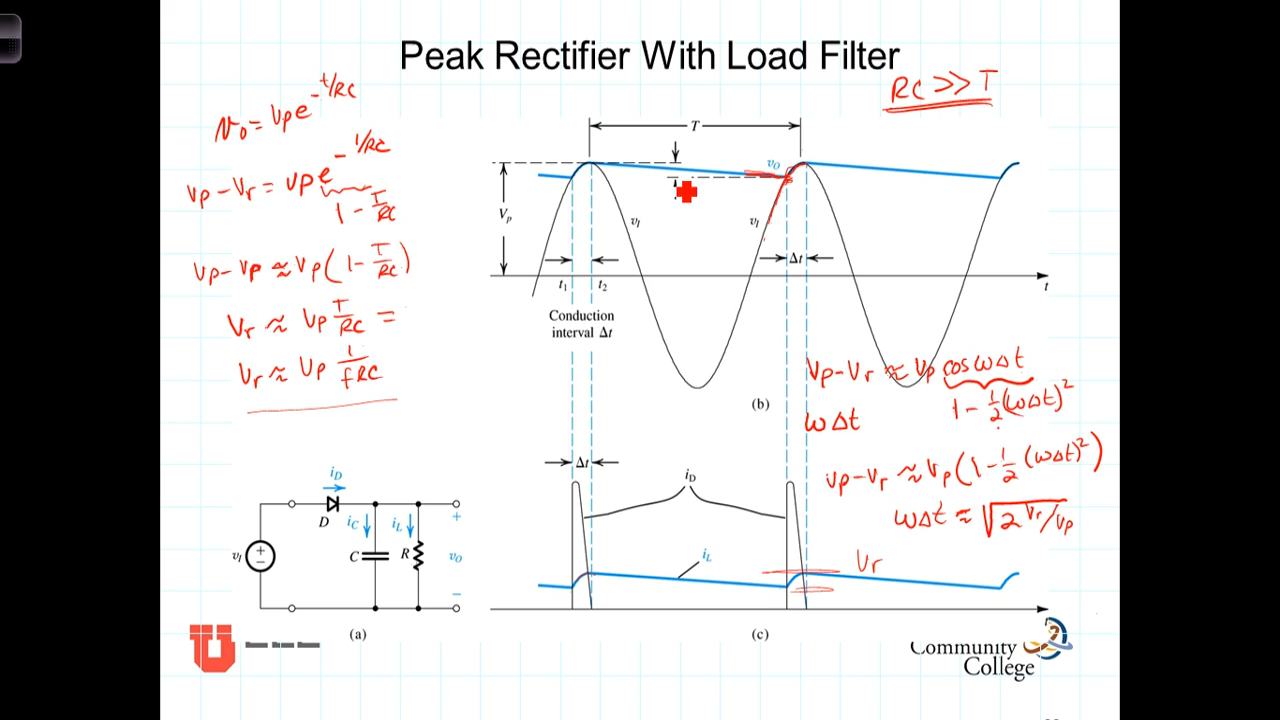 Peak Rectifier With Load Filter
RC >> T
v₀ = Vp e^-t/RC
Vp - Vr = Vp e^-1/RC
1 - T/RC
Vp - Vp ≈ Vp(1 - T/RC)
Vr ≈ Vp T/RC =
Vr ≈ Vp 1/fRC
T
vO
Vp
vI
vI
Δt
t
t1
t2
Conduction
interval Δt
(b)
Vp - Vr ≈ Vp cos ωΔt
1 - 1/2(ωΔt)²
ωΔt
Vp - Vr ≈ Vp(1 - 1/2(ωΔt)²)
ωΔt ≈ √2Vr/Vp
Δt
iD
iL
Vr
(c)
iD
D
iC
iL
+
vI
+
−
C
R
vO
−
(a)
U
Community
College